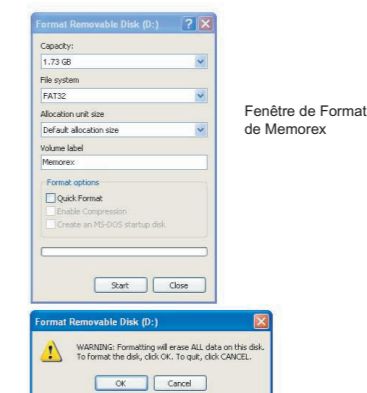 Format Removable Disk (D:)
Capacity:
1.73 GB
File system
FAT32
Allocation unit size
Default allocation size
Volume label
Memorex
Format options
Quick Format
Enable Compression
Create an MS-DOS startup disk
Start Close
Fenêtre de Format
de Memorex
Format Removable Disk (D:)
WARNING: Formatting will erase ALL data on this disk.
To format the disk, click OK. To quit, click CANCEL.
OK Cancel